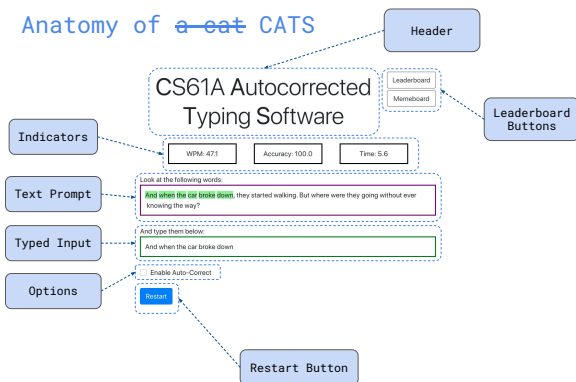 Anatomy of a cat CATS
Header
CS61A Autocorrected
Typing Software
Leaderboard
Memeboard
Leaderboard
Buttons
Indicators
WPM: 47.1
Accuracy: 100.0
Time: 5.6
Look at the following words:
Text Prompt
And when the car broke down, they started walking. But where were they going without ever
knowing the way?
And type them below:
Typed Input
And when the car broke down
Enable Auto-Correct
Options
Restart
Restart Button